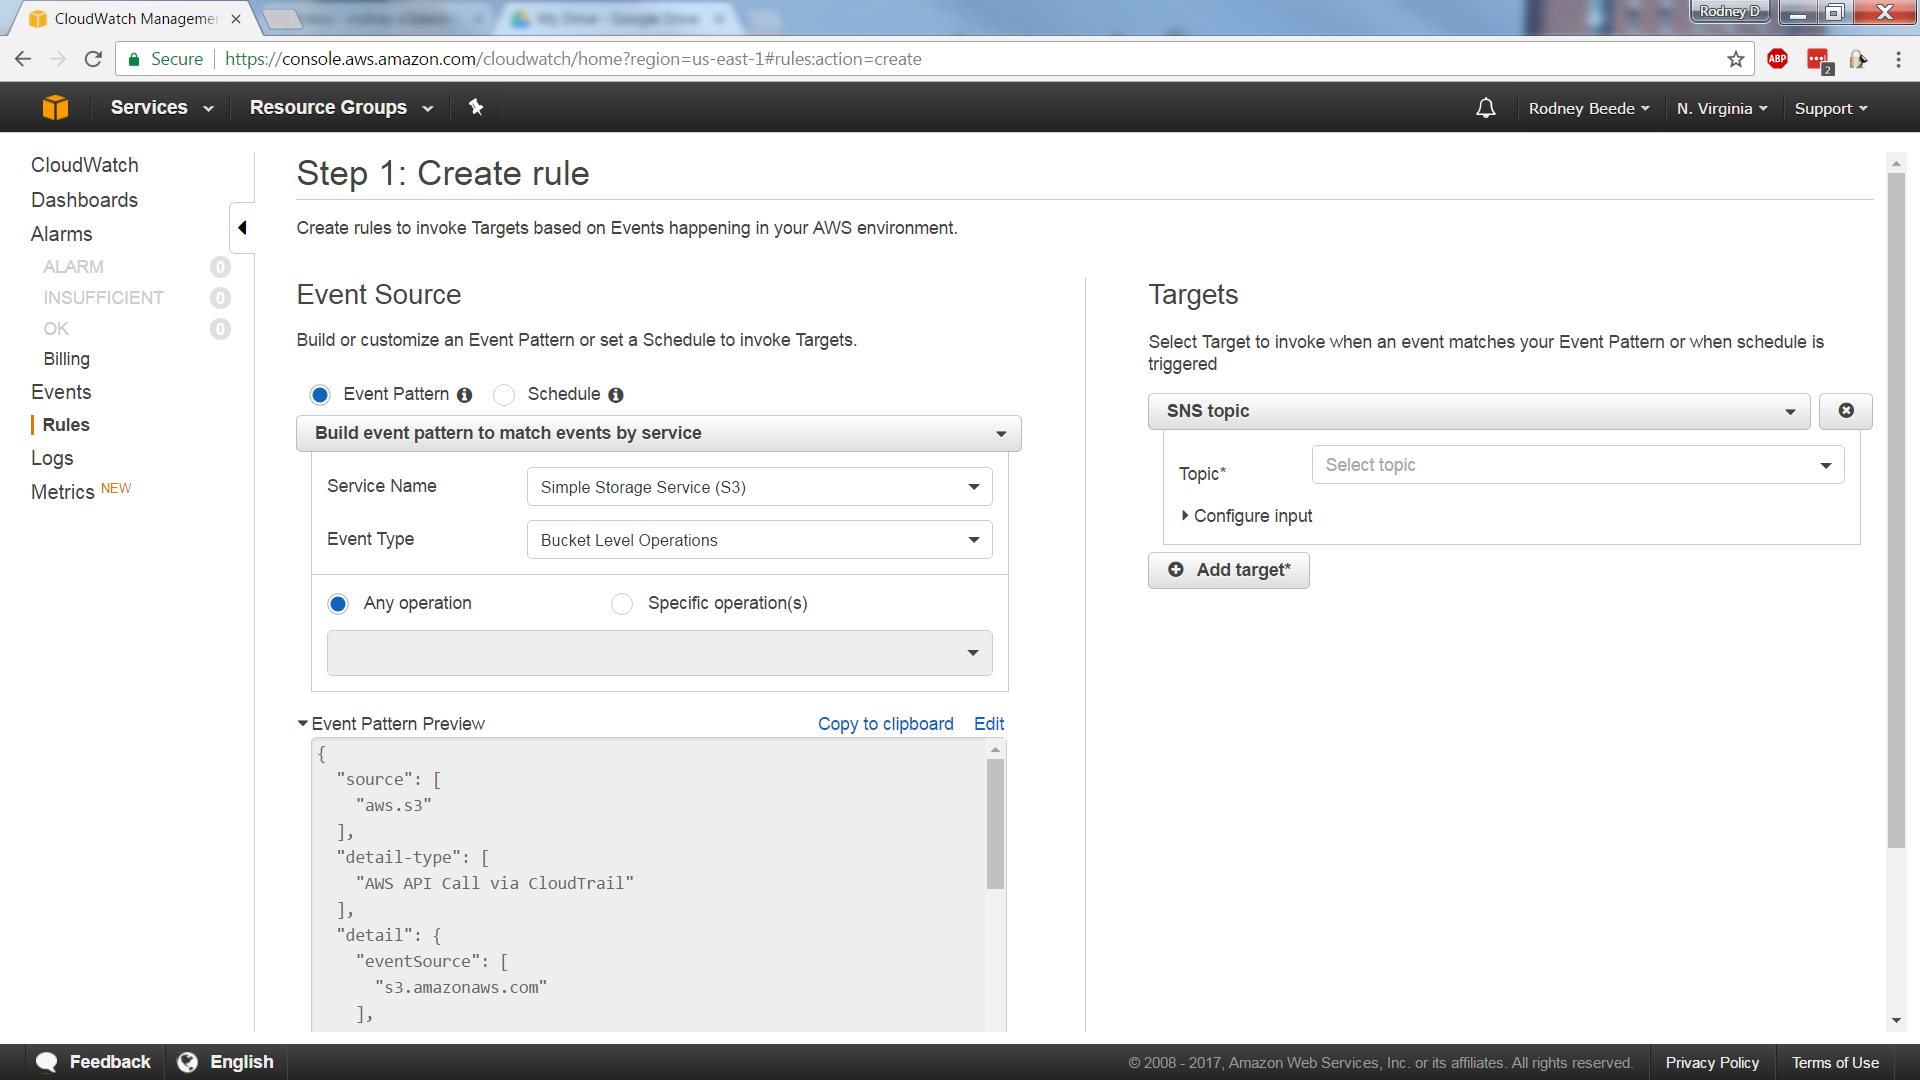 CloudWatch Managemer
My Drive - Google Drive
Rodney D
Secure
https://console.aws.amazon.com/cloudwatch/home?region=us-east-1#rules:action=create
ABP
2
Services
Resource Groups
Rodney Beede
N. Virginia
Support
CloudWatch
Dashboards
Alarms
ALARM 0
INSUFFICIENT 0
OK 0
Billing
Events
Rules
Logs
Metrics NEW
Step 1: Create rule
Create rules to invoke Targets based on Events happening in your AWS environment.
Event Source
Build or customize an Event Pattern or set a Schedule to invoke Targets.
Event Pattern
Schedule
Build event pattern to match events by service
Service Name
Simple Storage Service (S3)
Event Type
Bucket Level Operations
Any operation
Specific operation(s)
Event Pattern Preview
Copy to clipboard
Edit
{
"source": [
"aws.s3"
],
"detail-type": [
"AWS API Call via CloudTrail"
],
"detail": {
"eventSource": [
"s3.amazonaws.com"
],
Targets
Select Target to invoke when an event matches your Event Pattern or when schedule is
triggered
SNS topic
Topic*
Select topic
Configure input
Add target*
Feedback
English
© 2008 - 2017, Amazon Web Services, Inc. or its affiliates. All rights reserved.
Privacy Policy
Terms of Use